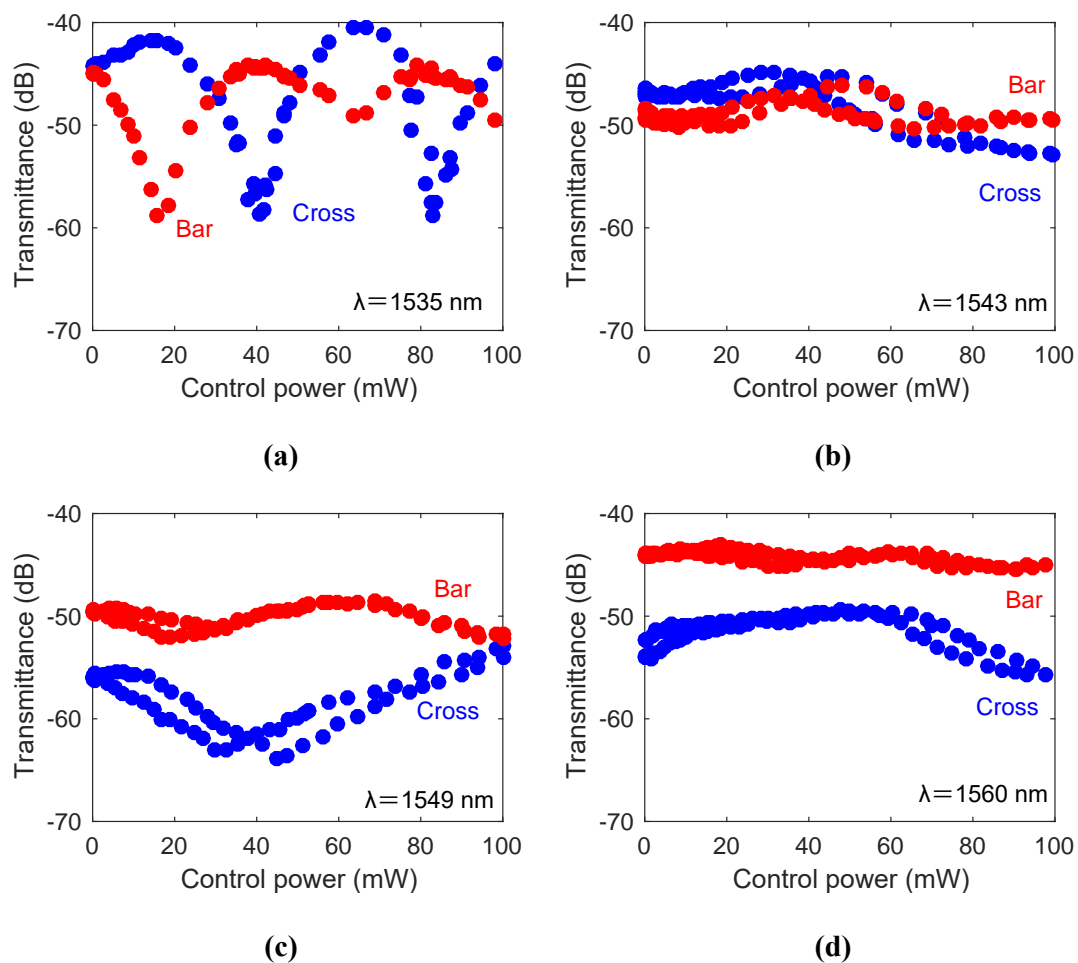 -40
-50
-60
-70
Transmittance (dB)
Bar
Cross
λ=1535 nm
0 20 40 60 80 100
Control power (mW)
(a)
-40
-50
-60
-70
Transmittance (dB)
Bar
Cross
λ=1543 nm
0 20 40 60 80 100
Control power (mW)
(b)
-40
-50
-60
-70
Transmittance (dB)
Bar
Cross
λ=1549 nm
0 20 40 60 80 100
Control power (mW)
(c)
-40
-50
-60
-70
Transmittance (dB)
Bar
Cross
λ=1560 nm
0 20 40 60 80 100
Control power (mW)
(d)